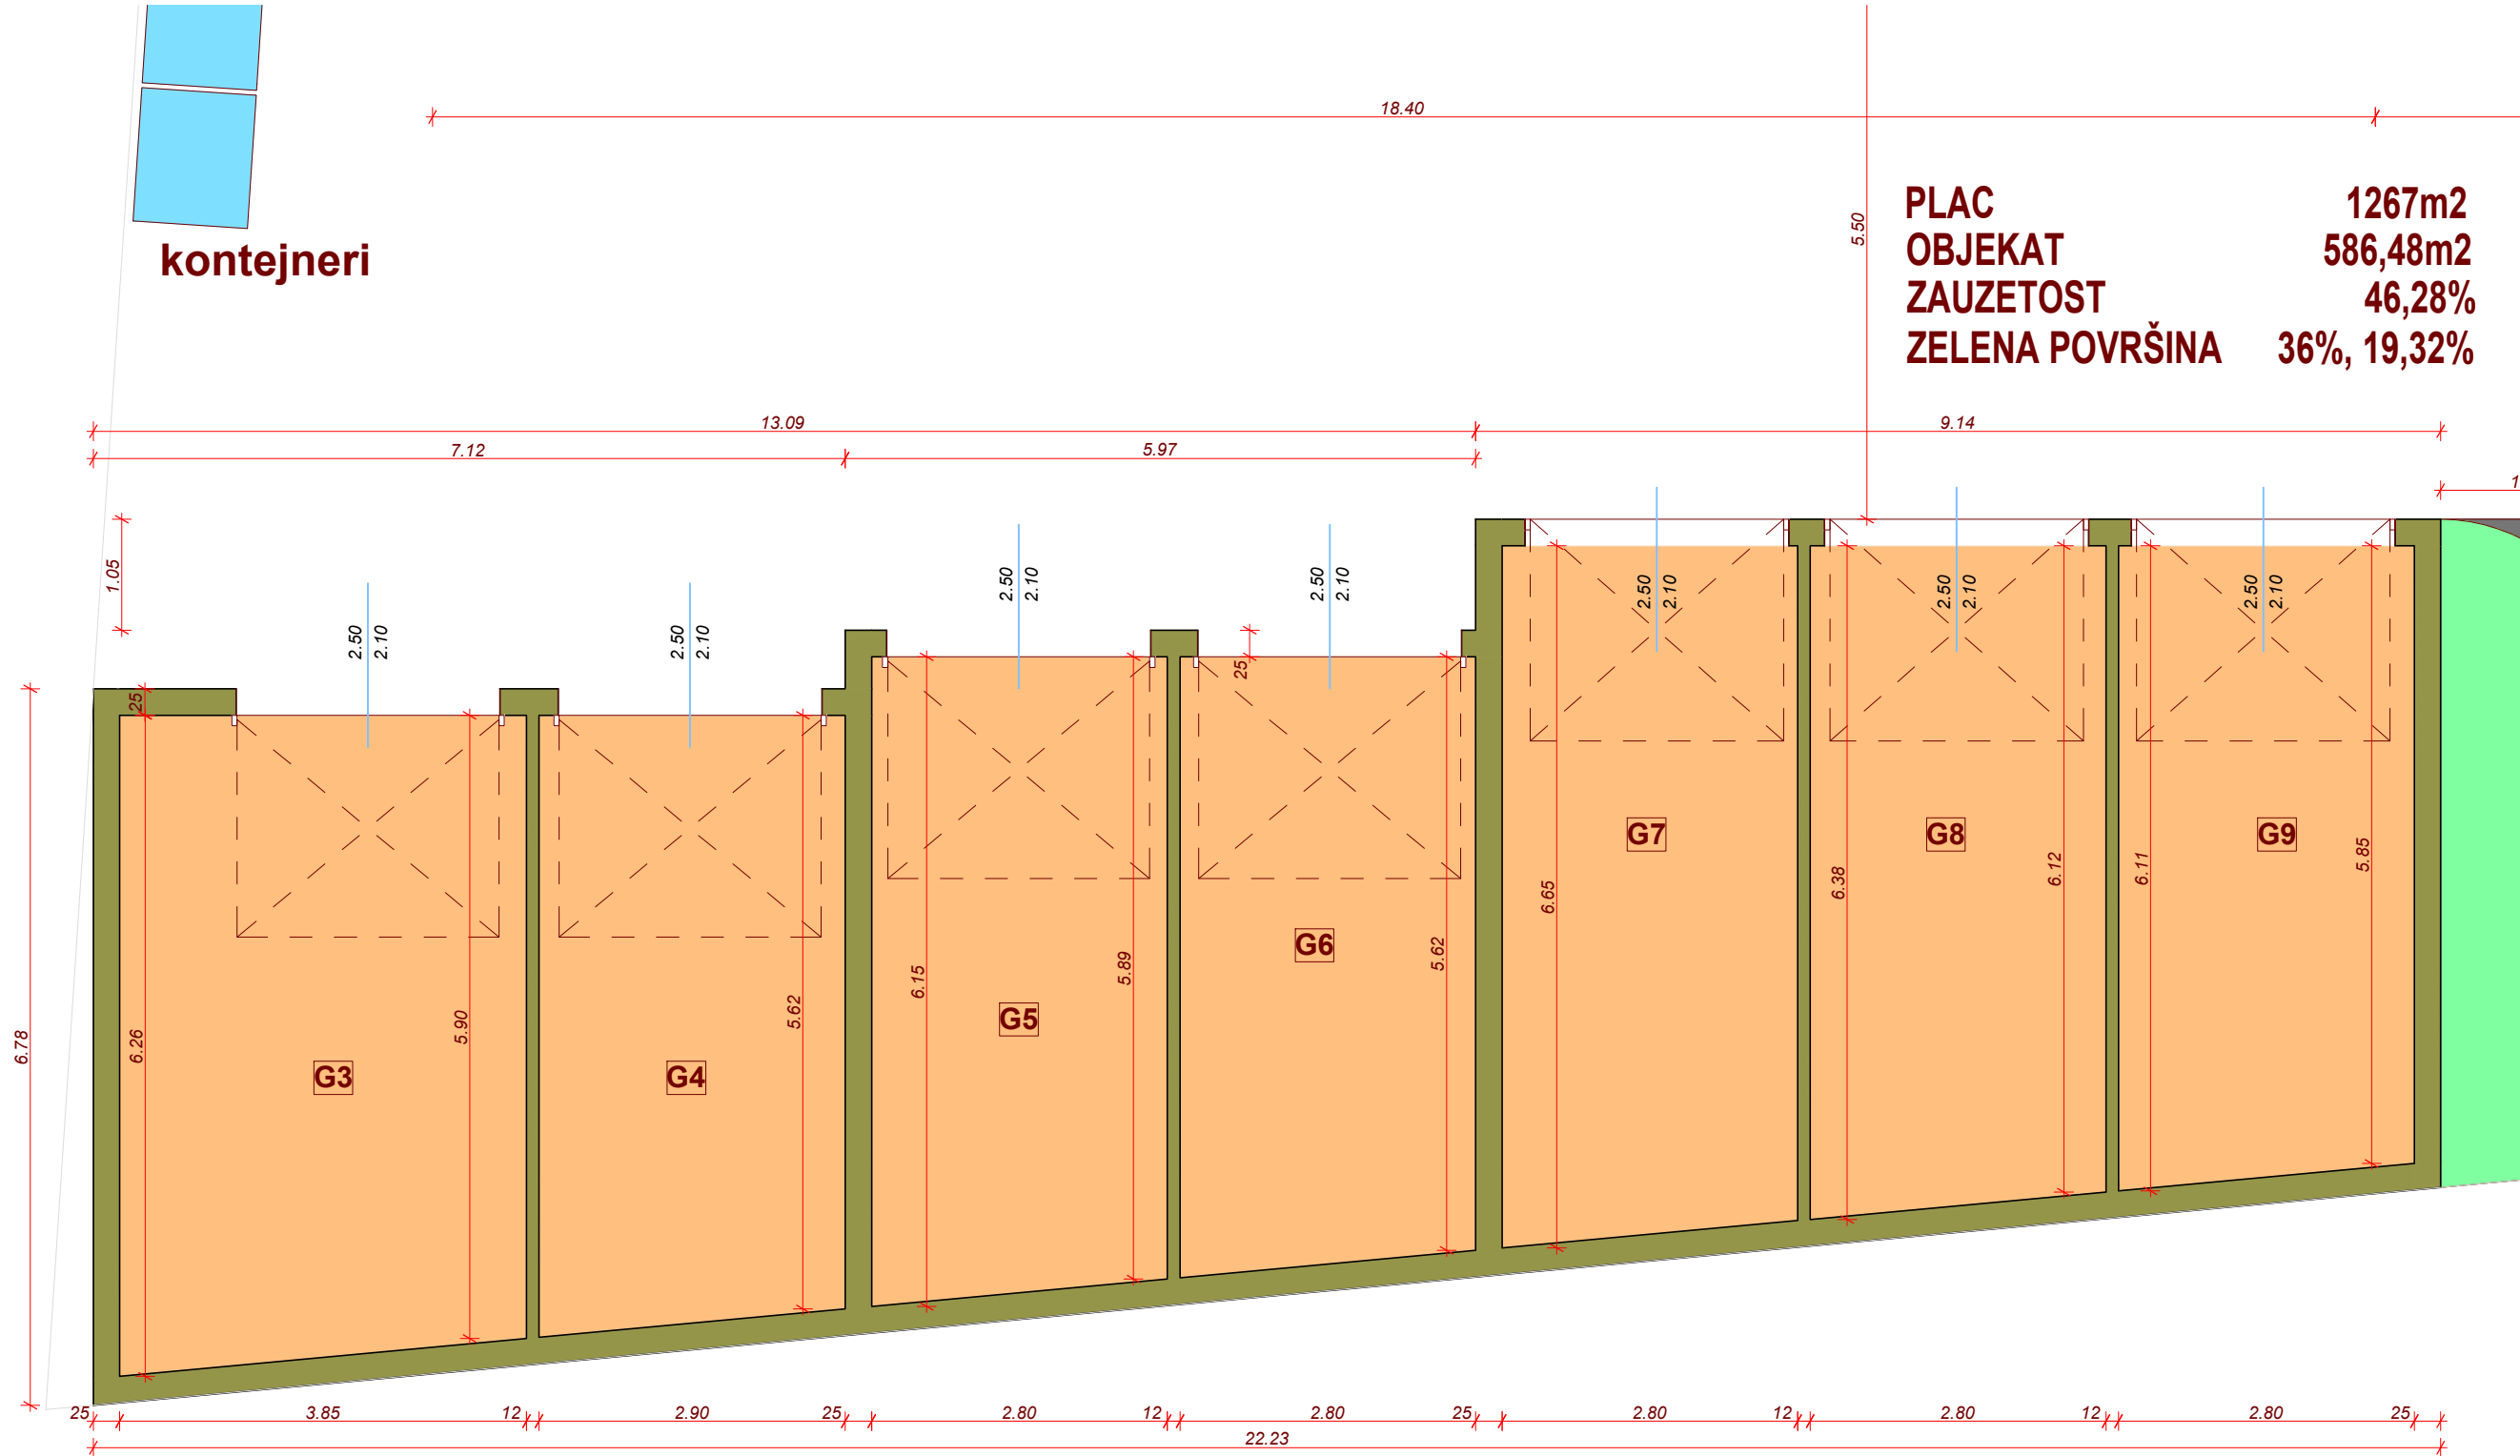 18.40
PLAC 1267m2
OBJEKAT 586,48m2
ZAUZETOST 46,28%
ZELENA POVRŠINA 36%, 19,32%
5.50
kontejneri
13.09 9.14
7.12 5.97
1.05
2.50 2.10
2.50 2.10
2.50 2.10
2.50 2.10
2.50 2.10
2.50 2.10
2.50 2.10
25
25
G7 G8 G9
6.65 6.38 6.12 6.11 5.85
G6
6.15 5.89 5.62
G5
6.78 6.26 5.90 5.62
G3 G4
25 3.85 12 2.90 25 2.80 12 2.80 25 2.80 12 2.80 12 2.80 25
22.23